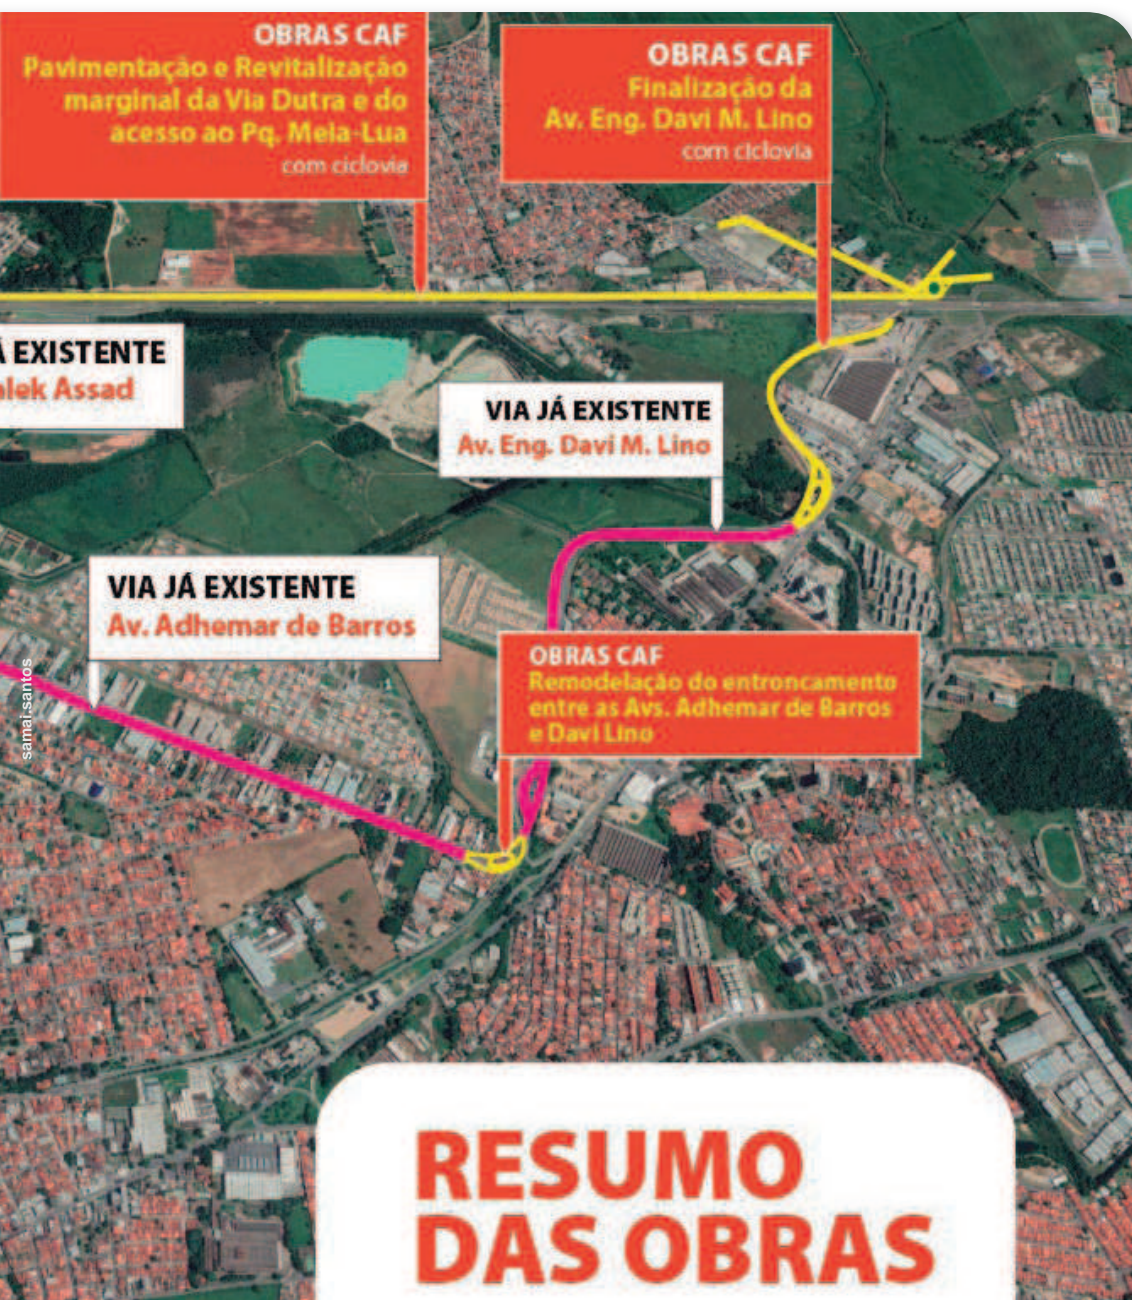 OBRAS CAF
Pavimentação e Revitalização
marginal da Via Dutra e do
acesso ao Pq. Meia-Lua
com ciclovia
OBRAS CAF
Finalização da
Av. Eng. Davi M. Lino
com ciclovia
EXISTENTE
Assad
VIA JÁ EXISTENTE
Av. Eng. Davi M. Lino
VIA JÁ EXISTENTE
Av. Adhemar de Barros
OBRAS CAF
Remodelação do entroncamento
entre as Avs. Adhemar de Barros
e Davi Lino
samai.santos
RESUMO
DAS OBRAS